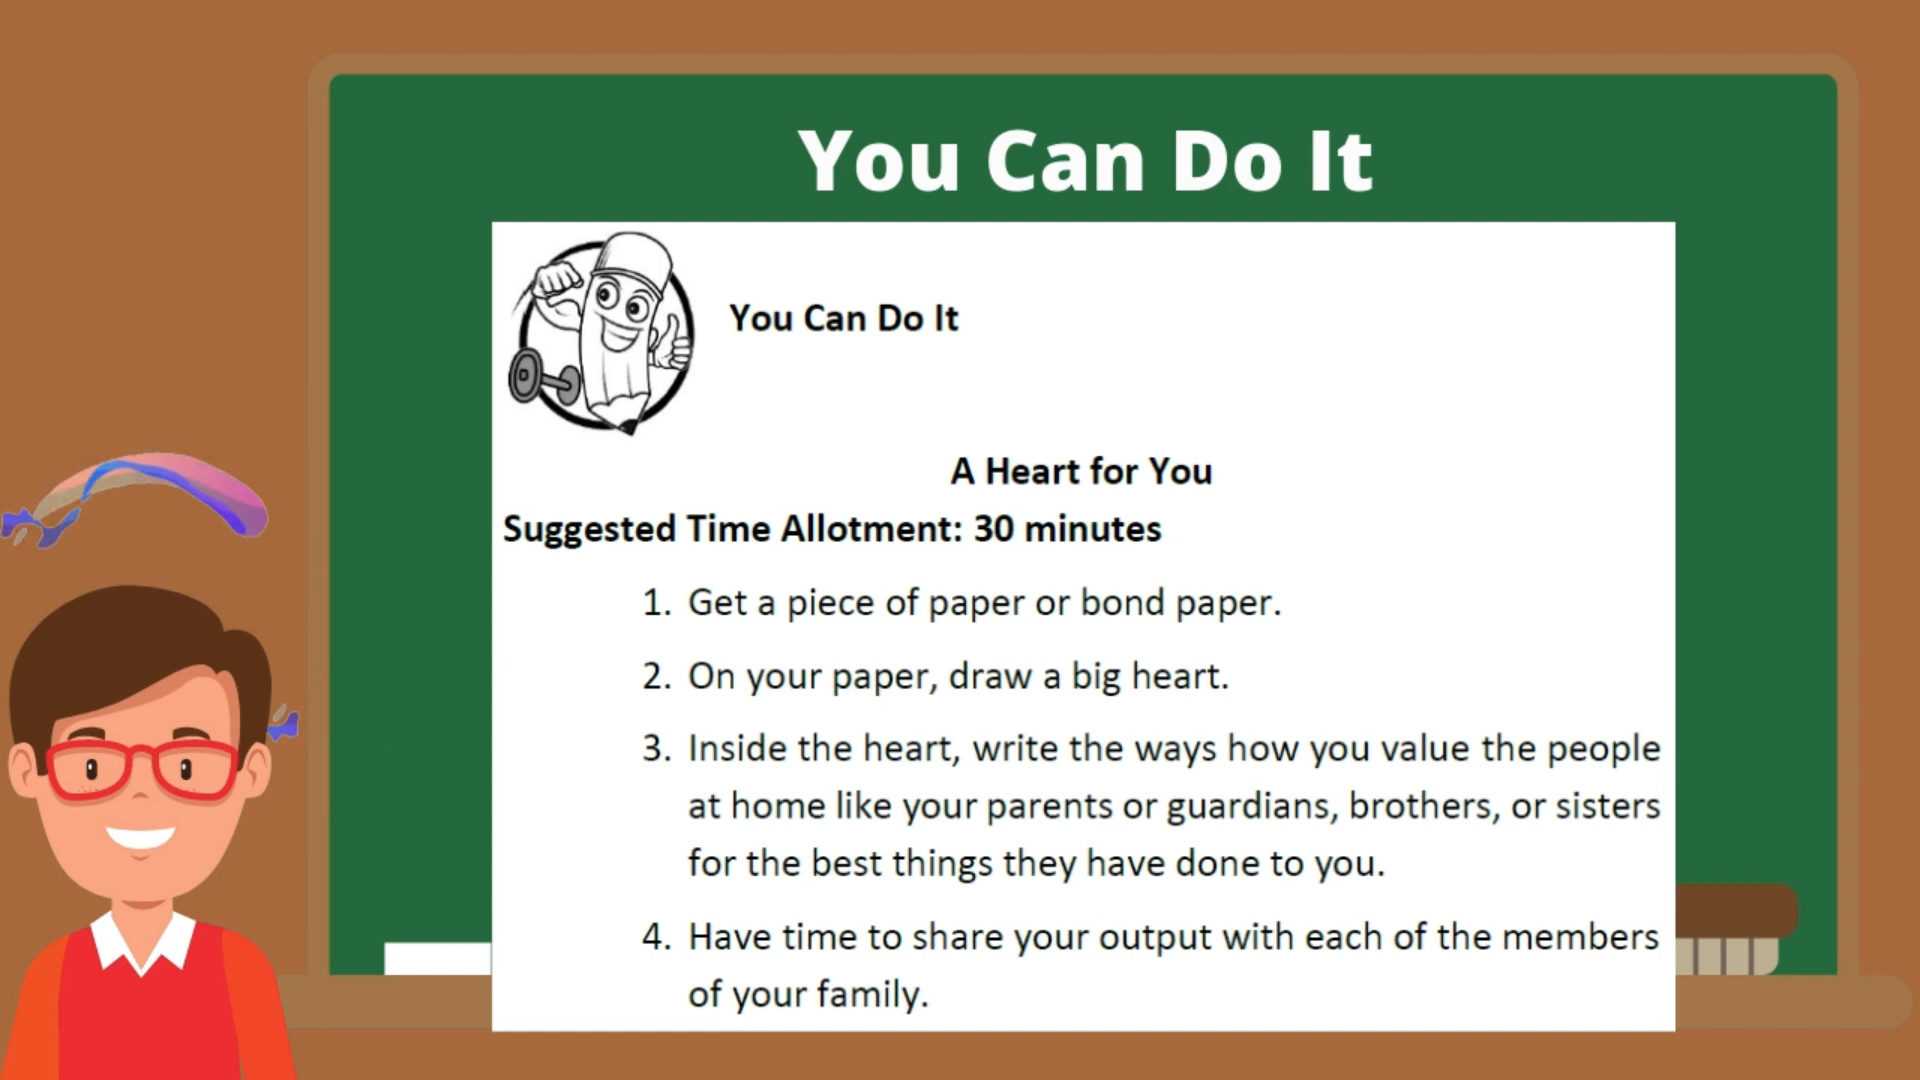 You Can Do It
You Can Do It
A Heart for You
Suggested Time Allotment: 30 minutes
1. Get a piece of paper or bond paper.
2. On your paper, draw a big heart.
3. Inside the heart, write the ways how you value the people
at home like your parents or guardians, brothers, or sisters
for the best things they have done to you.
4. Have time to share your output with each of the members
of your family.